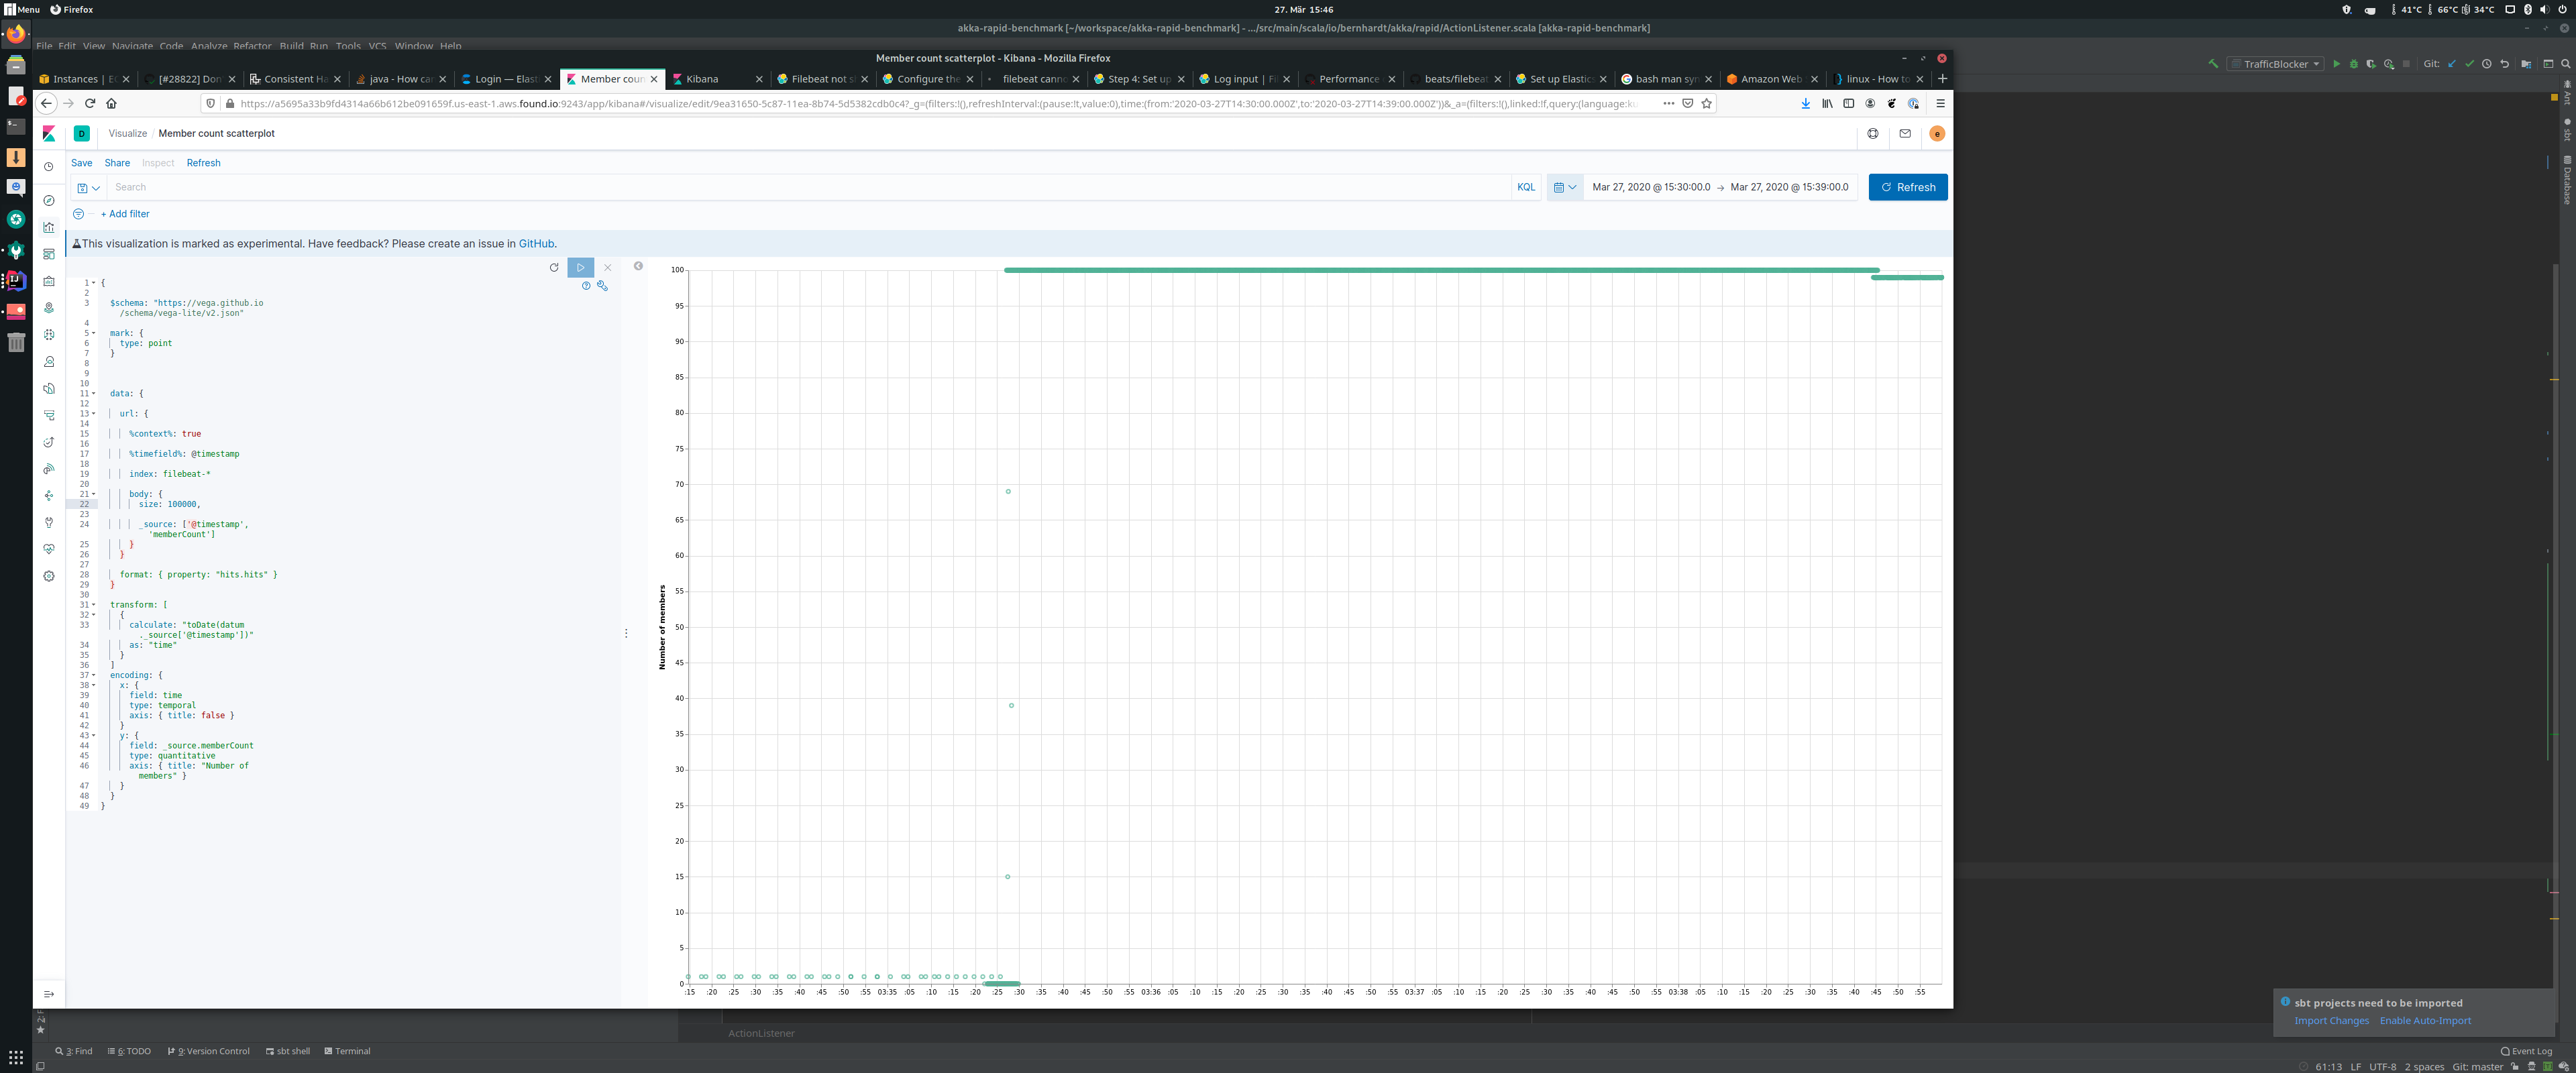 Menu Firefox 27. Mär 15:46 41°C 66°C 34°C
akka-rapid-benchmark [~/workspace/akka-rapid-benchmark] - .../src/main/scala/io/bernhardt/akka/rapid/ActionListener.scala [akka-rapid-benchmark]
File Edit View Navigate Code Analyze Refactor Build Run Tools VCS Window Help
Member count scatterplot - Kibana - Mozilla Firefox
TrafficBlocker Git:
Instances | E [#28822] Don Consistent Ha java - How car Login — Elast Member coun Kibana Filebeat not s Configure the filebeat canno Step 4: Set up Log input | Fi Performance beats/filebeat Set up Elastic bash man syn Amazon Web linux - How to
https://a5695a33b9fd4314a66b612be091659f.us-east-1.aws.found.io:9243/app/kibana#/visualize/edit/9ea31650-5c87-11ea-8b74-5d5382cdb0c4?_g=(filters:!(),refreshInterval:(pause:!t,value:0),time:(from:'2020-03-27T14:30:00.000Z',to:'2020-03-27T14:39:00.000Z'))&_a=(filters:!(),linked:!f,query:(language:ku
Ant
sbt
Database
D Visualize / Member count scatterplot e
Save Share Inspect Refresh
Search KQL Mar 27, 2020 @ 15:30:00.0 → Mar 27, 2020 @ 15:39:00.0 Refresh
+ Add filter
This visualization is marked as experimental. Have feedback? Please create an issue in GitHub.
1 {
2
3 $schema: "https://vega.github.io
/schema/vega-lite/v2.json"
4
5 mark: {
6 type: point
7 }
8
9
10
11 data: {
12
13 url: {
14
15 %context%: true
16
17 %timefield%: @timestamp
18
19 index: filebeat-*
20
21 body: {
22 size: 100000,
23
24 _source: ['@timestamp',
'memberCount']
25 }
26 }
27
28 format: { property: "hits.hits" }
29 }
30
31 transform: [
32 {
33 calculate: "toDate(datum
._source['@timestamp'])"
34 as: "time"
35 }
36 ]
37 encoding: {
38 x: {
39 field: time
40 type: temporal
41 axis: { title: false }
42 }
43 y: {
44 field: _source.memberCount
45 type: quantitative
46 axis: { title: "Number of
members" }
47 }
48 }
49 }
Number of members
100
95
90
85
80
75
70
65
60
55
50
45
40
35
30
25
20
15
10
5
0
:15 :20 :25 :30 :35 :40 :45 :50 :55 03:35 :05 :10 :15 :20 :25 :30 :35 :40 :45 :50 :55 03:36 :05 :10 :15 :20 :25 :30 :35 :40 :45 :50 :55 03:37 :05 :10 :15 :20 :25 :30 :35 :40 :45 :50 :55 03:38 :05 :10 :15 :20 :25 :30 :35 :40 :45 :50 :55
sbt projects need to be imported
Import Changes Enable Auto-Import
ActionListener
3: Find 6: TODO 9: Version Control sbt shell Terminal Event Log
61:13 LF UTF-8 2 spaces Git: master